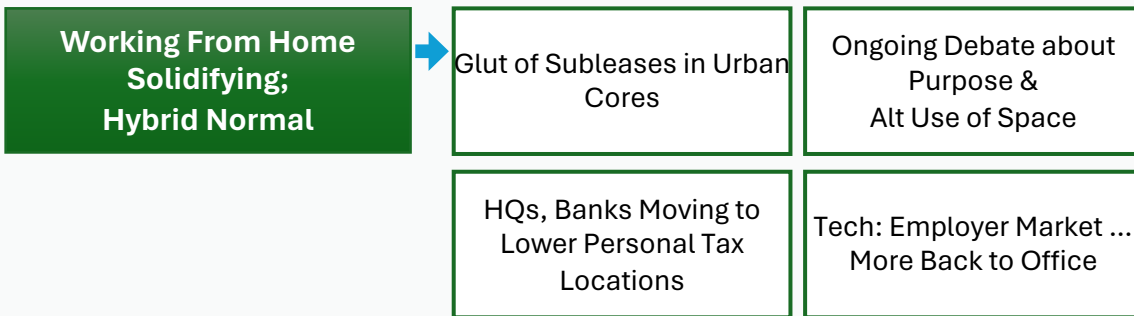 Working From Home
Solidifying;
Hybrid Normal
Glut of Subleases in Urban
Cores
Ongoing Debate about
Purpose &
Alt Use of Space
HQs, Banks Moving to
Lower Personal Tax
Locations
Tech: Employer Market ...
More Back to Office